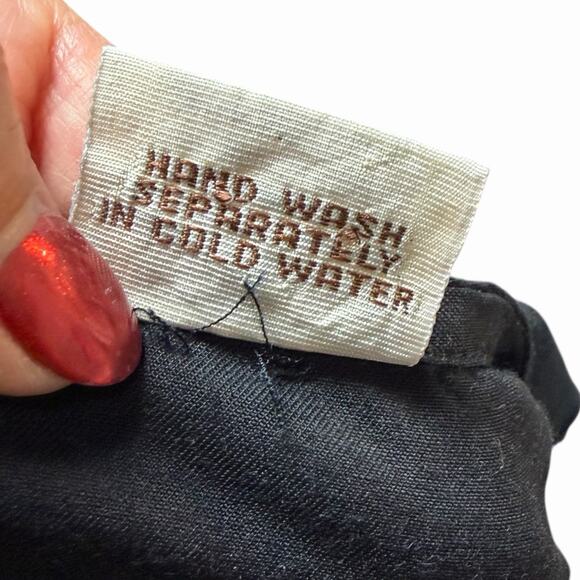 HAND WASH
SEPARATELY
IN COLD WATER